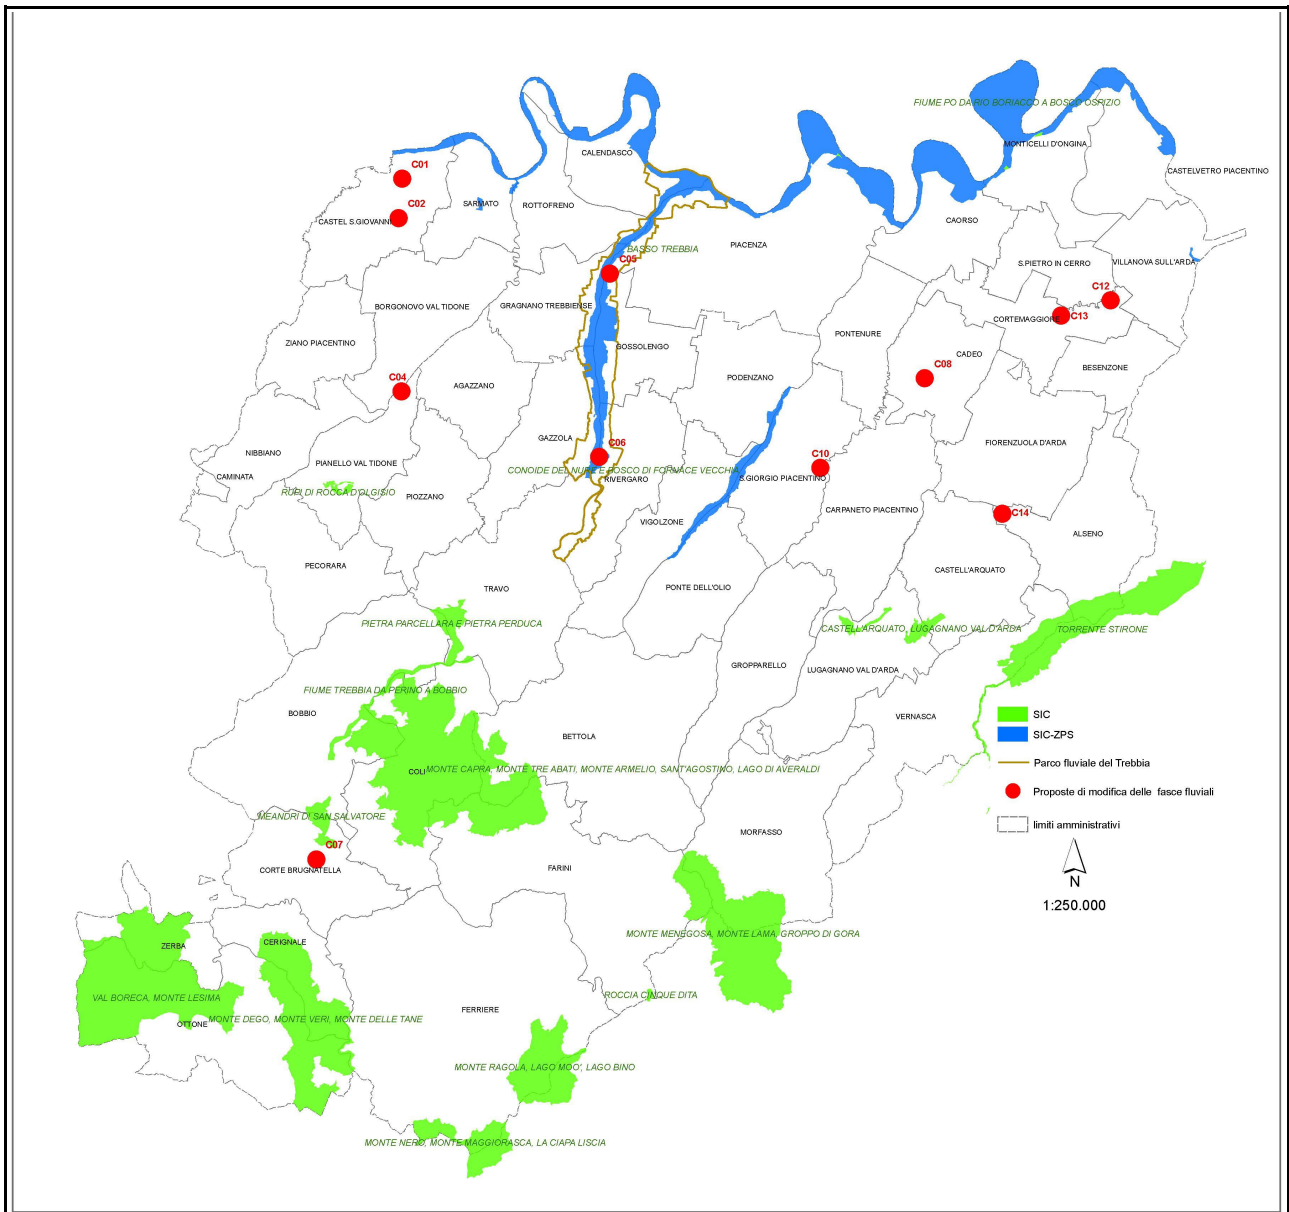 FIUME PO DA RIO BORIACCO A BOSCO OSPIZIO
MONTICELLI D'ONGINA
CALENDASCO
C01
CASTELVETRO PIACENTINO
C02
SARMATO
ROTTOFRENO
CASTEL S.GIOVANNI
CAORSO
PIACENZA
BASSO TREBBIA
C05
S.PIETRO IN CERRO
VILLANOVA SULL'ARDA
C12
BORGONOVO VAL TIDONE
GRAGNANO TREBBIENSE
C13
CORTEMAGGIORE
PONTENURE
ZIANO PIACENTINO
GOSSOLENGO
CADEO
C08
BESENZONE
C04
PODENZANO
AGAZZANO
GAZZOLA
C06
FIORENZUOLA D'ARDA
NIBBIANO
C10
PIANELLO VAL TIDONE
CONOIDE DEL NURE E BOSCO DI FORNACE VECCHIA
CAMINATA
RIVERGARO
S.GIORGIO PIACENTINO
RUPI DI ROCCA D'OLGISIO
PIOZZANO
CARPANETO PIACENTINO
C14
VIGOLZONE
ALSENO
PECORARA
CASTELL'ARQUATO
TRAVO
PONTE DELL'OLIO
PIETRA PARCELLARA E PIETRA PERDUCA
CASTELL'ARQUATO, LUGAGNANO VAL D'ARDA
TORRENTE STIRONE
GROPPARELLO
LUGAGNANO VAL D'ARDA
FIUME TREBBIA DA PERINO A BOBBIO
BOBBIO
VERNASCA
SIC
SIC-ZPS
BETTOLA
Parco fluviale del Trebbia
COLI
MONTE CAPRA, MONTE TRE ABATI, MONTE ARMELIO, SANT'AGOSTINO, LAGO DI AVERALDI
Proposte di modifica delle fasce fluviali
MEANDRI DI SAN SALVATORE
limiti amministrativi
MORFASSO
C07
CORTE BRUGNATELLA
FARINI
N
1:250.000
MONTE MENEGOSA, MONTE LAMA, GROPPO DI GORA
CERIGNALE
ZERBA
VAL BORECA, MONTE LESIMA
ROCCIA CINQUE DITA
FERRIERE
OTTONE
MONTE DEGO, MONTE VERI, MONTE DELLE TANE
MONTE RAGOLA, LAGO MOO', LAGO BINO
MONTE NERO, MONTE MAGGIORASCA, LA CIAPA LISCIA